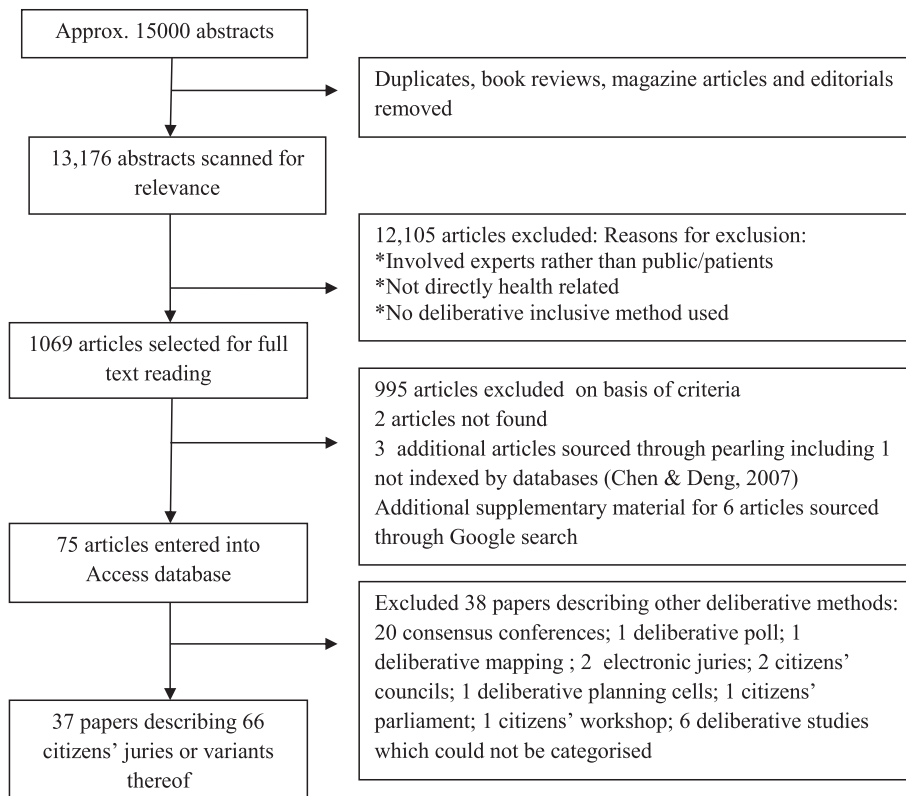 Approx. 15000 abstracts
Duplicates, book reviews, magazine articles and editorials
removed
13,176 abstracts scanned for
relevance
12,105 articles excluded: Reasons for exclusion:
*Involved experts rather than public/patients
*Not directly health related
*No deliberative inclusive method used
1069 articles selected for full
text reading
995 articles excluded on basis of criteria
2 articles not found
3 additional articles sourced through pearling including 1
not indexed by databases (Chen & Deng, 2007)
Additional supplementary material for 6 articles sourced
through Google search
75 articles entered into
Access database
Excluded 38 papers describing other deliberative methods:
20 consensus conferences; 1 deliberative poll; 1
deliberative mapping ; 2 electronic juries; 2 citizens’
councils; 1 deliberative planning cells; 1 citizens’
parliament; 1 citizens’ workshop; 6 deliberative studies
which could not be categorised
37 papers describing 66
citizens’ juries or variants
thereof